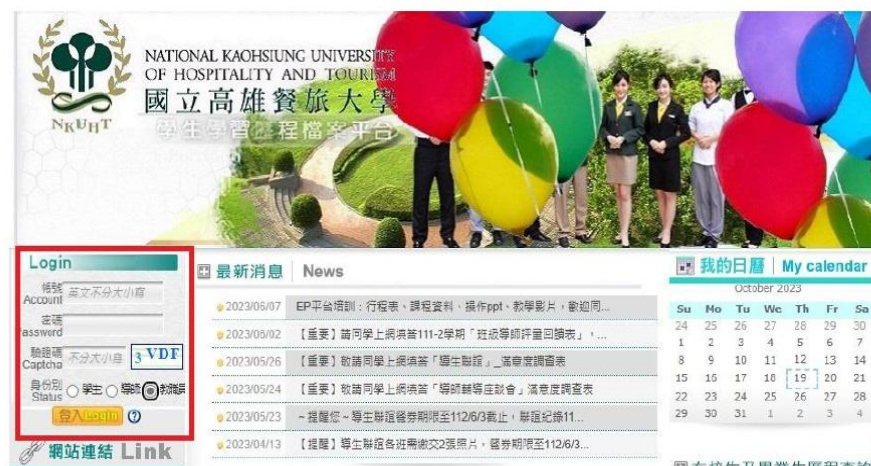 NATIONAL KAOHSIUNG UNIVERSITY
OF HOSPITALITY AND TOURISM
國立高雄餐旅大學
NKUHT
學生學習歷程檔案平台
Login
帳號 英文不分大小寫
Account
密碼
Password
驗證碼 不分大小寫 3 VDF
Captcha
身份別 學生 導師 教職員
Status
登入Login
網站連結 Link
最新消息 News
2023/06/07 EP平台培訓：行程表、課程資料、操作ppt、教學影片，歡迎同...
2023/06/02 【重要】請同學上網填答111-2學期「班級導師評量回饋表」，...
2023/05/26 【重要】敬請同學上網填答「導生聯誼」_滿意度調查表
2023/05/24 【重要】敬請同學上網填答「導師輔導座談會」滿意度調查表
2023/05/23 ~提醒您~導生聯誼餐券期限至112/6/3截止，聯誼紀錄11...
2023/04/13 【提醒】導生聯誼各班需繳交2張照片，餐券期限至112/6/3...
我的日曆 My calendar
October 2023
Su Mo Tu We Th Fr Sa
24 25 26 27 28 29 30
1 2 3 4 5 6 7
8 9 10 11 12 13 14
15 16 17 18 19 20 21
22 23 24 25 26 27 28
29 30 31 1 2 3 4